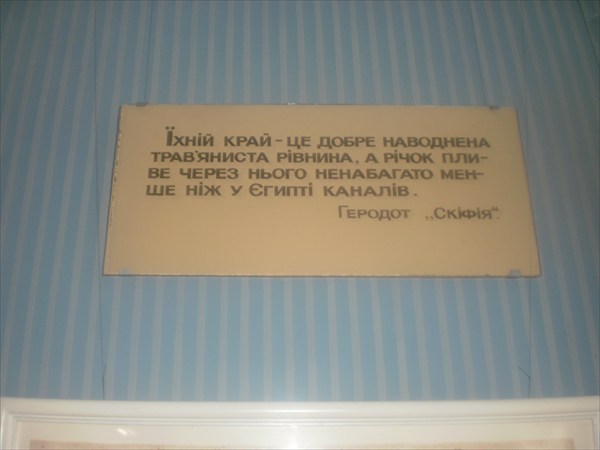 Їхній край - це добре наводнена
трав'яниста рівнина, а річок пли-
ве через нього ненабагато мен-
ше ніж у Єгипті каналів.
Геродот „Скіфія".